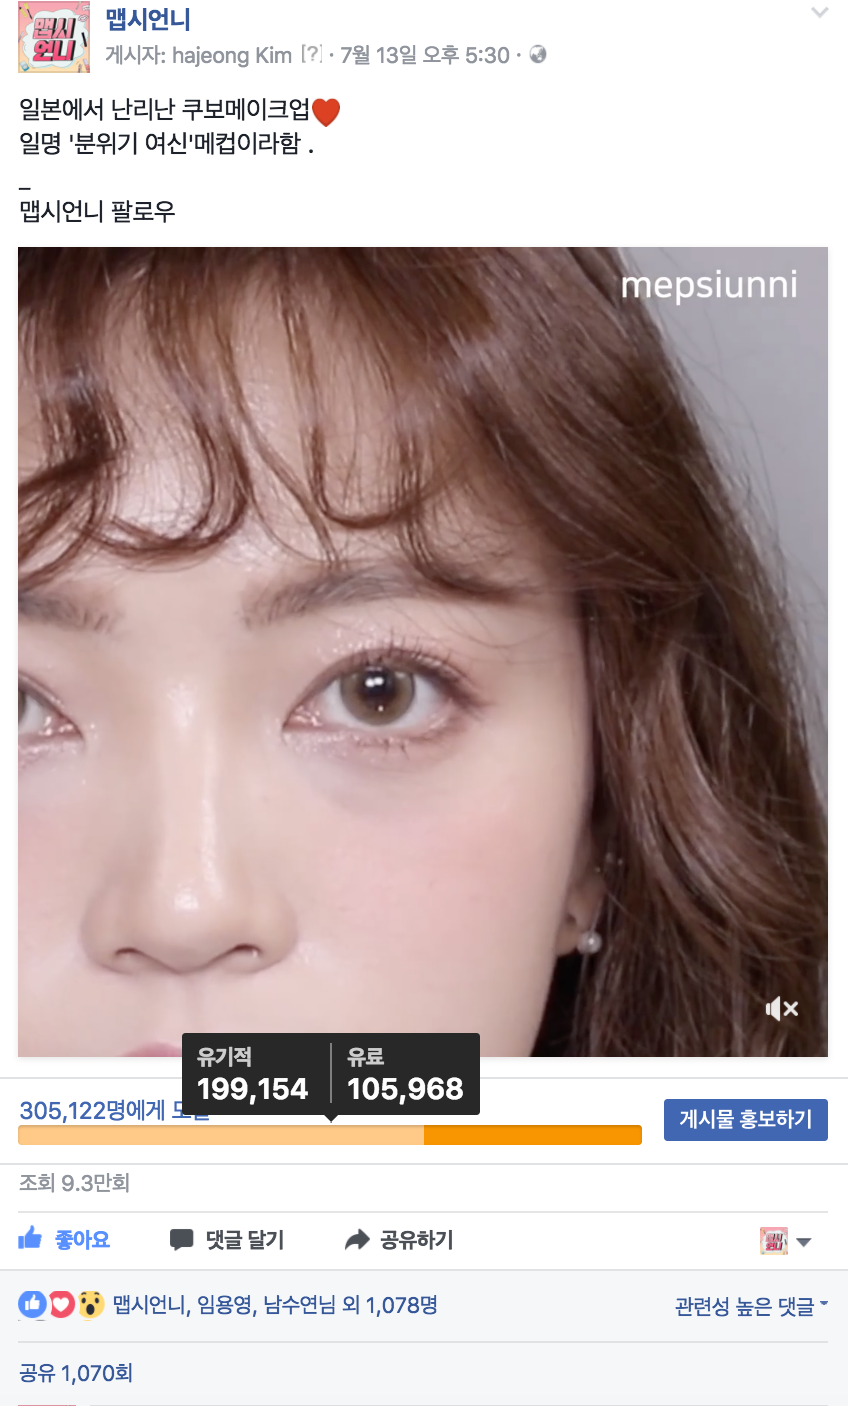 맵시언니
맵시
언니
게시자: hajeong Kim [?] · 7월 13일 오후 5:30 ·
일본에서 난리난 쿠보메이크업❤️
일명 '분위기 여신'메컵이라함 .
_
맵시언니 팔로우
mepsiunni
유기적 유료
199,154 105,968
305,122명에게 도달
게시물 홍보하기
조회 9.3만회
좋아요 댓글 달기 공유하기
맵시언니, 임용영, 남수연님 외 1,078명 관련성 높은 댓글
공유 1,070회